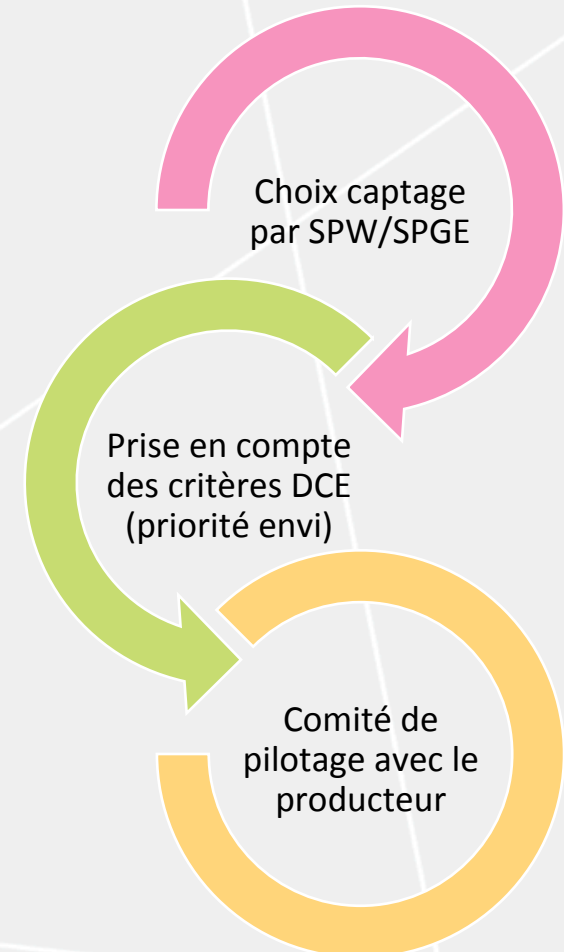 Choix captage
par SPW/SPGE
Prise en compte
des critères DCE
(priorité envi)
Comité de
pilotage avec le
producteur